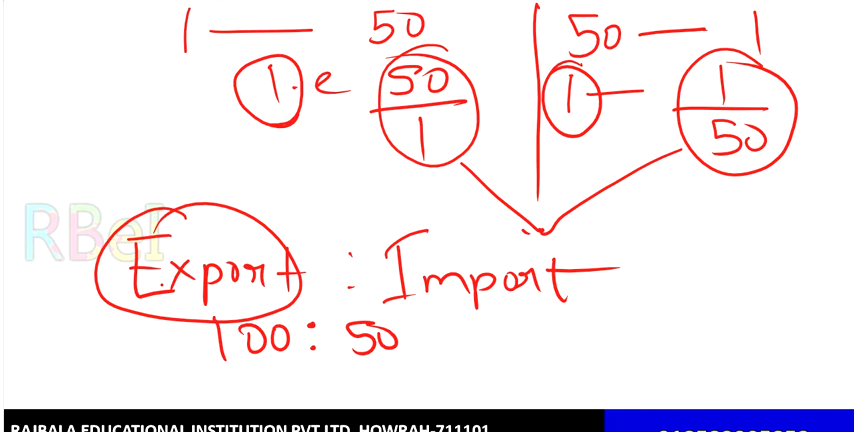 1 — 50 | 50 — 1
1. e 50/1 | 1 — 1/50
RBeI
Export : Import
100 : 50
RAJBALA EDUCATIONAL INSTITUTION PVT LTD, HOWRAH-711101